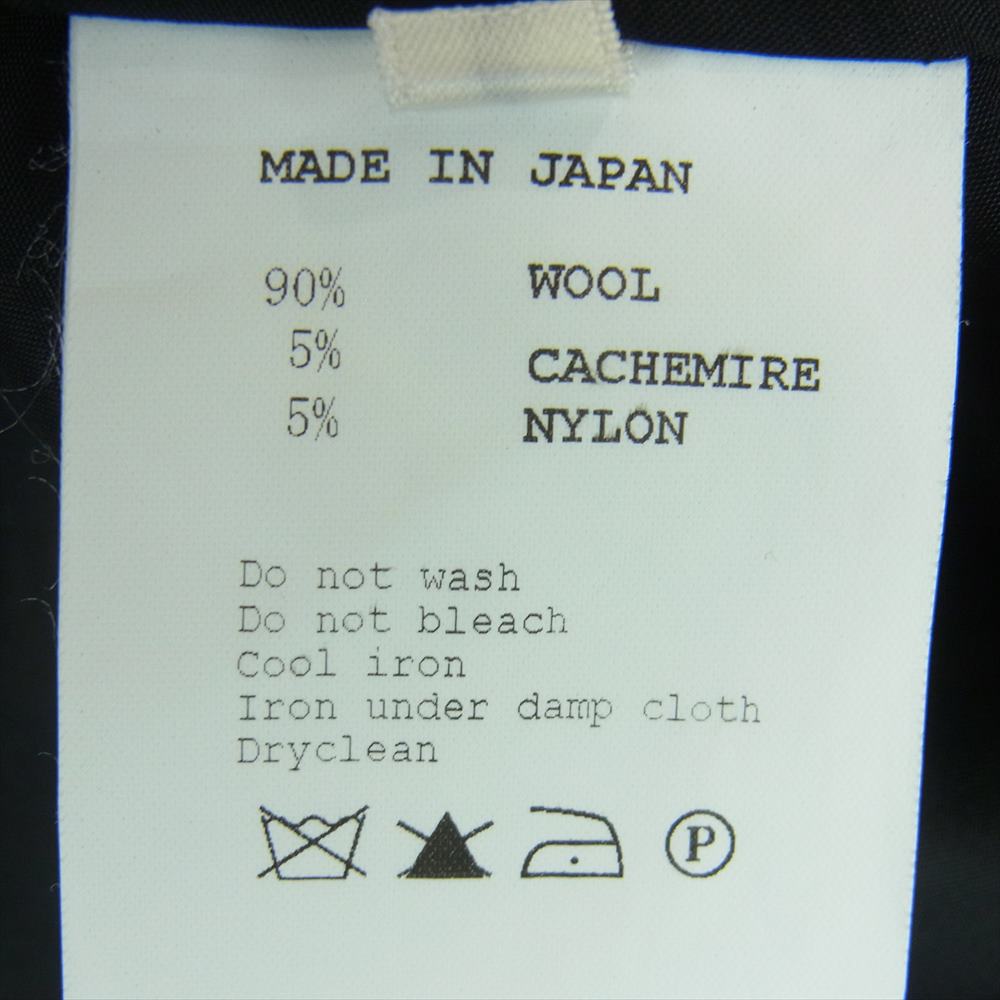 MADE IN JAPAN
90% WOOL
5% CACHEMIRE
5% NYLON
Do not wash
Do not bleach
Cool iron
Iron under damp cloth
Dryclean
P